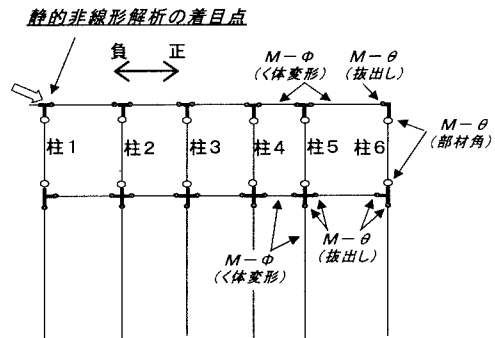 静的非線形解析の着目点
負 正
M－Φ
(く体変形)
M－θ
(抜出し)
柱1 柱2 柱3 柱4 柱5 柱6
M－θ
(部材角)
M－Φ
(く体変形)
M－θ
(抜出し)